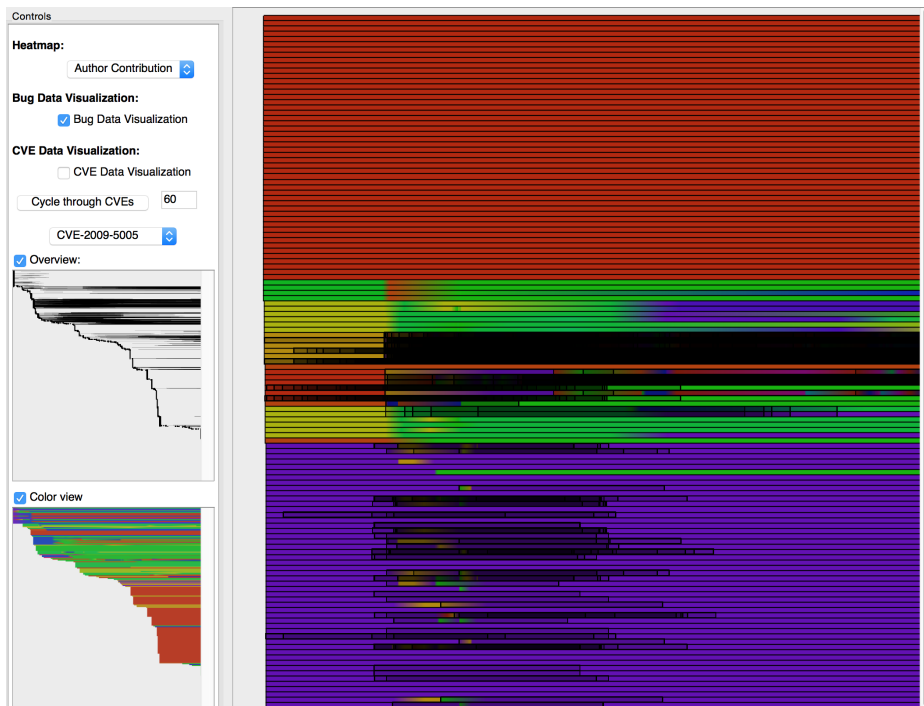 Controls
Heatmap:
Author Contribution
Bug Data Visualization:
Bug Data Visualization
CVE Data Visualization:
CVE Data Visualization
Cycle through CVEs 60
CVE-2009-5005
Overview:
Color view